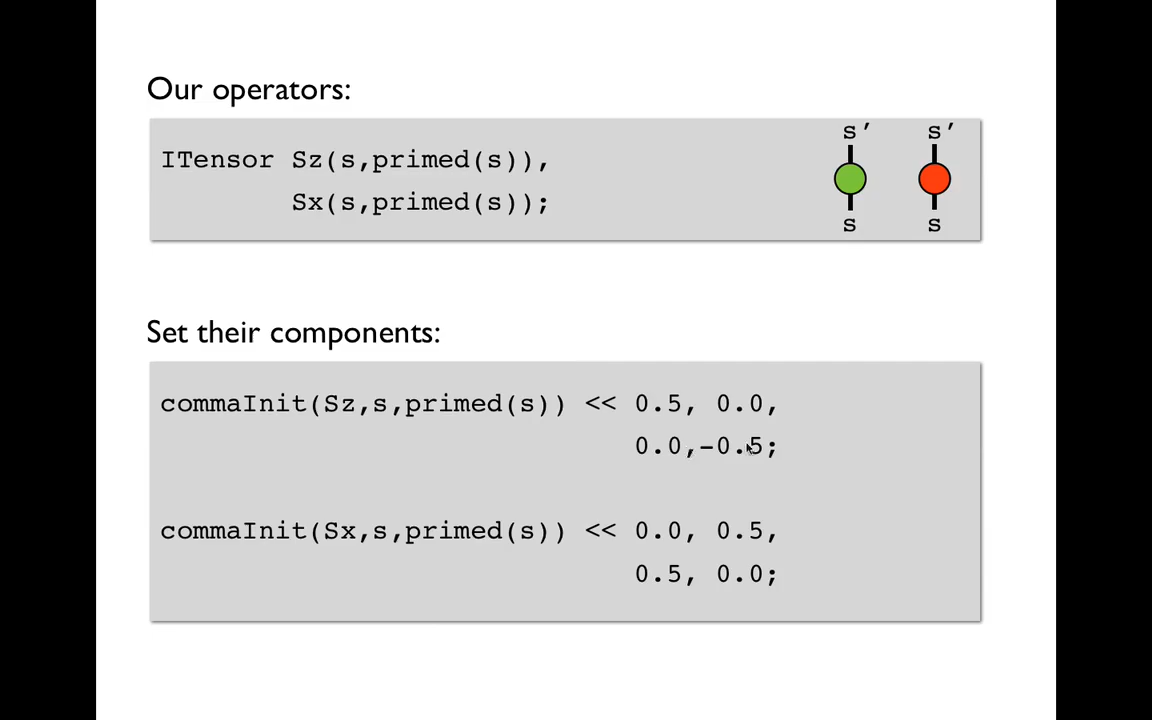 Our operators:
s′ s′
ITensor Sz(s,primed(s)),
Sx(s,primed(s));
s s
Set their components:
commaInit(Sz,s,primed(s)) << 0.5, 0.0,
0.0,-0.5;
commaInit(Sx,s,primed(s)) << 0.0, 0.5,
0.5, 0.0;